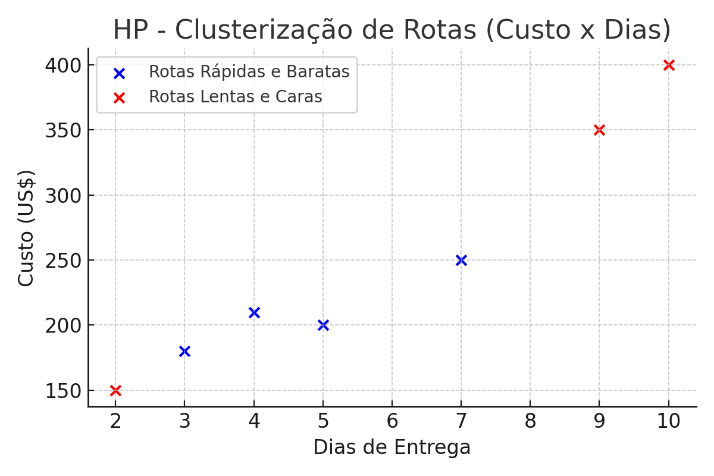 HP - Clusterização de Rotas (Custo x Dias)
Rotas Rápidas e Baratas
Rotas Lentas e Caras
Custo (US$)
400
350
300
250
200
150
2 3 4 5 6 7 8 9 10
Dias de Entrega